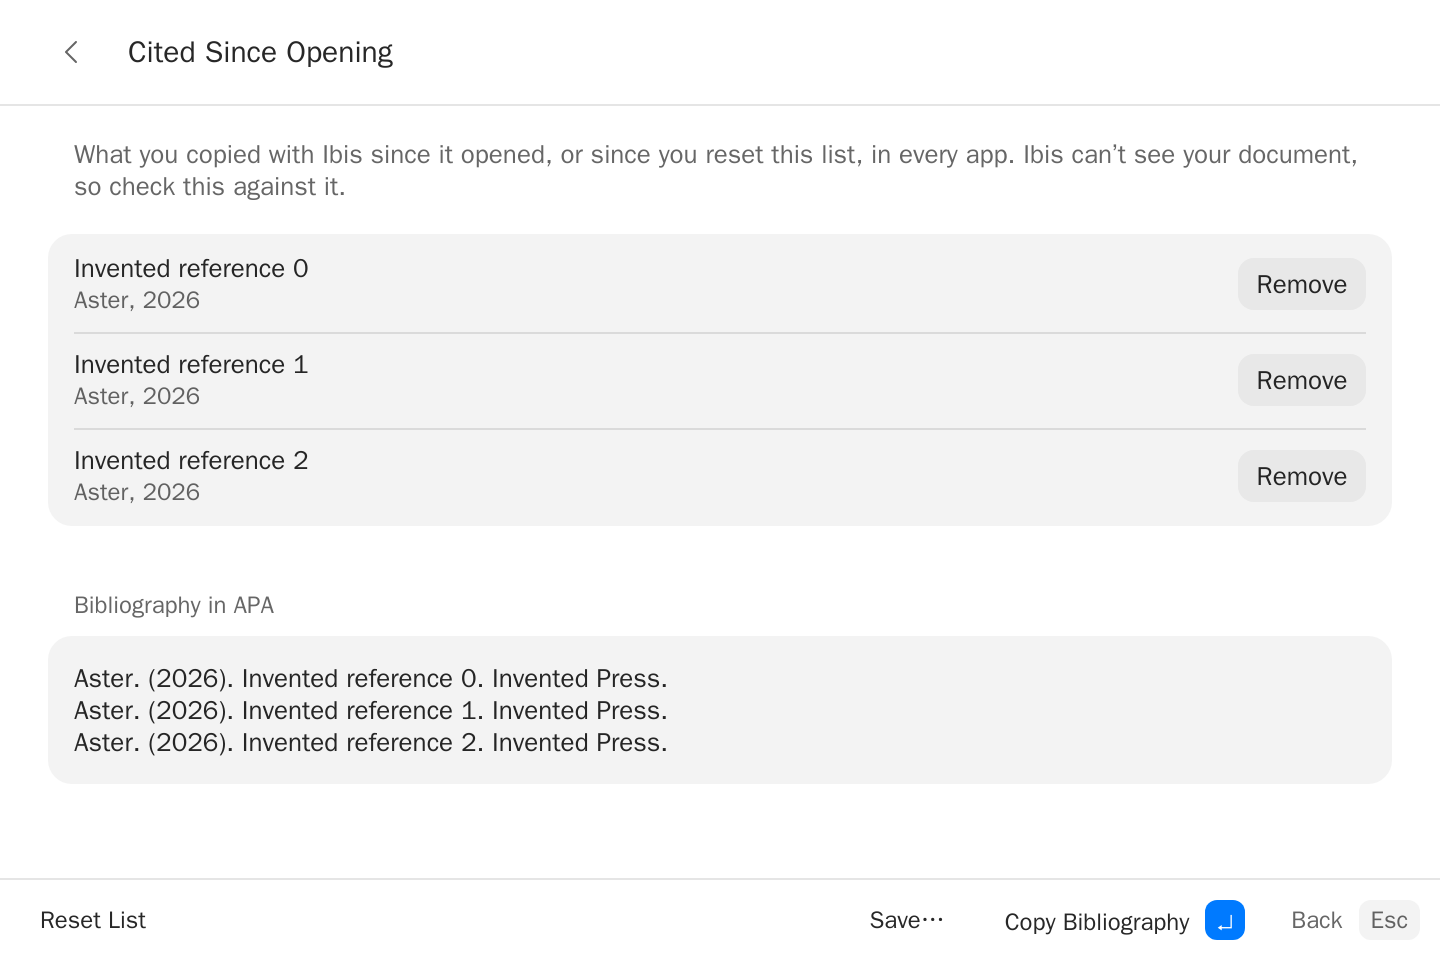 Cited Since Opening
What you copied with Ibis since it opened, or since you reset this list, in every app. Ibis can’t see your document,
so check this against it.
Invented reference 0
Aster, 2026
Remove
Invented reference 1
Aster, 2026
Remove
Invented reference 2
Aster, 2026
Remove
Bibliography in APA
Aster. (2026). Invented reference 0. Invented Press.
Aster. (2026). Invented reference 1. Invented Press.
Aster. (2026). Invented reference 2. Invented Press.
Reset List
Save…
Copy Bibliography
Back
Esc